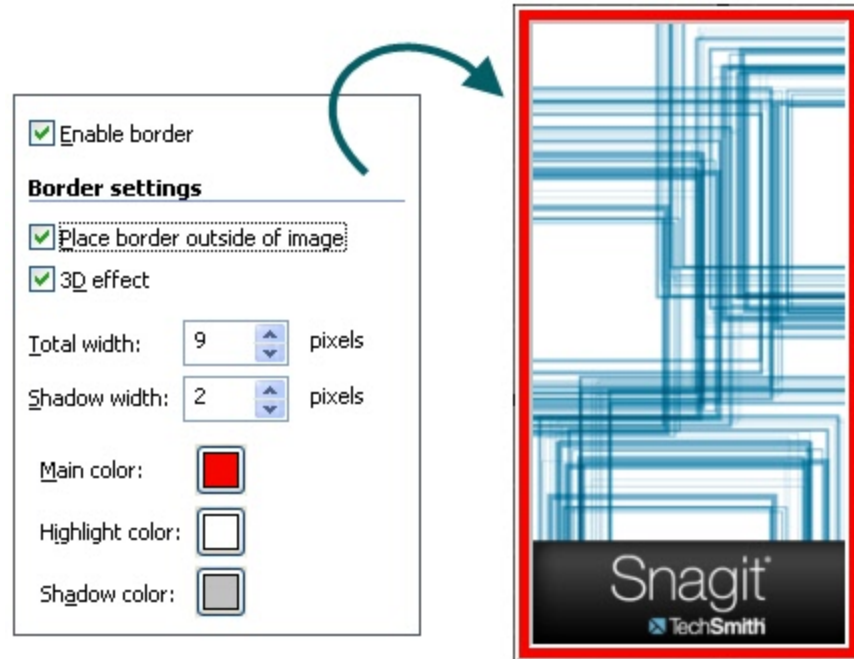 Enable border
Border settings
Place border outside of image
3D effect
Total width: 9 pixels
Shadow width: 2 pixels
Main color:
Highlight color:
Shadow color:
Snagit®
TechSmith